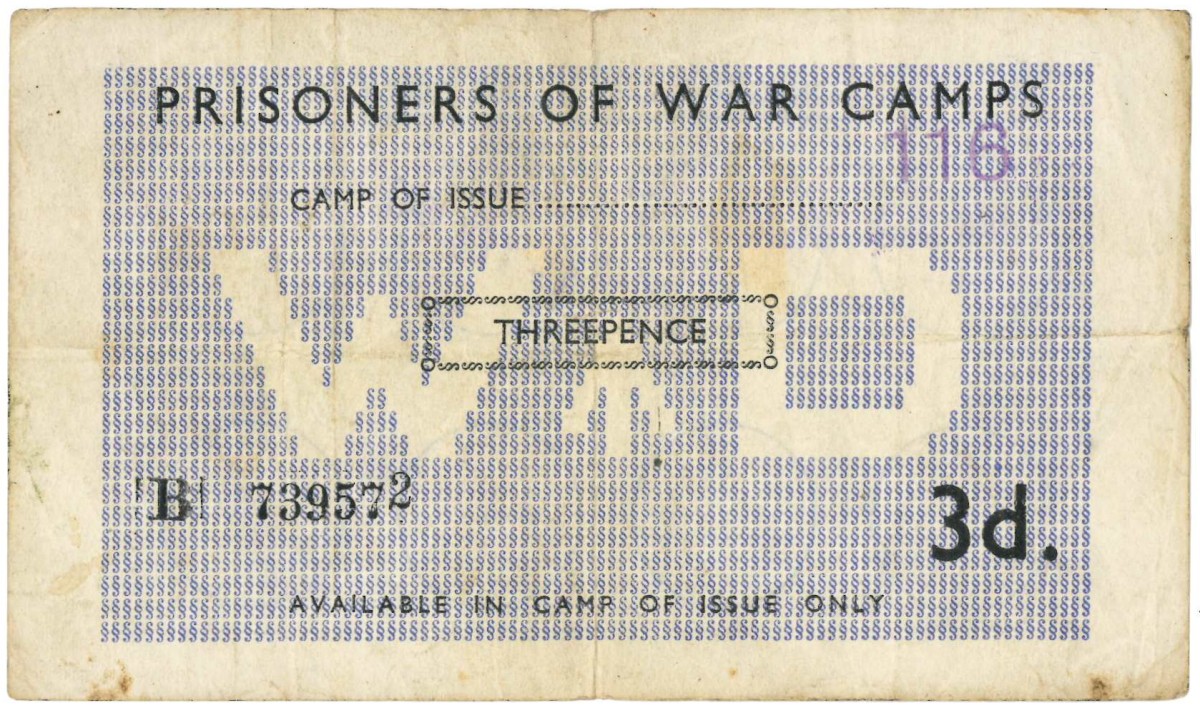 PRISONERS OF WAR CAMPS
116
CAMP OF ISSUE ................................
W D
THREEPENCE
B 739572
3d.
AVAILABLE IN CAMP OF ISSUE ONLY